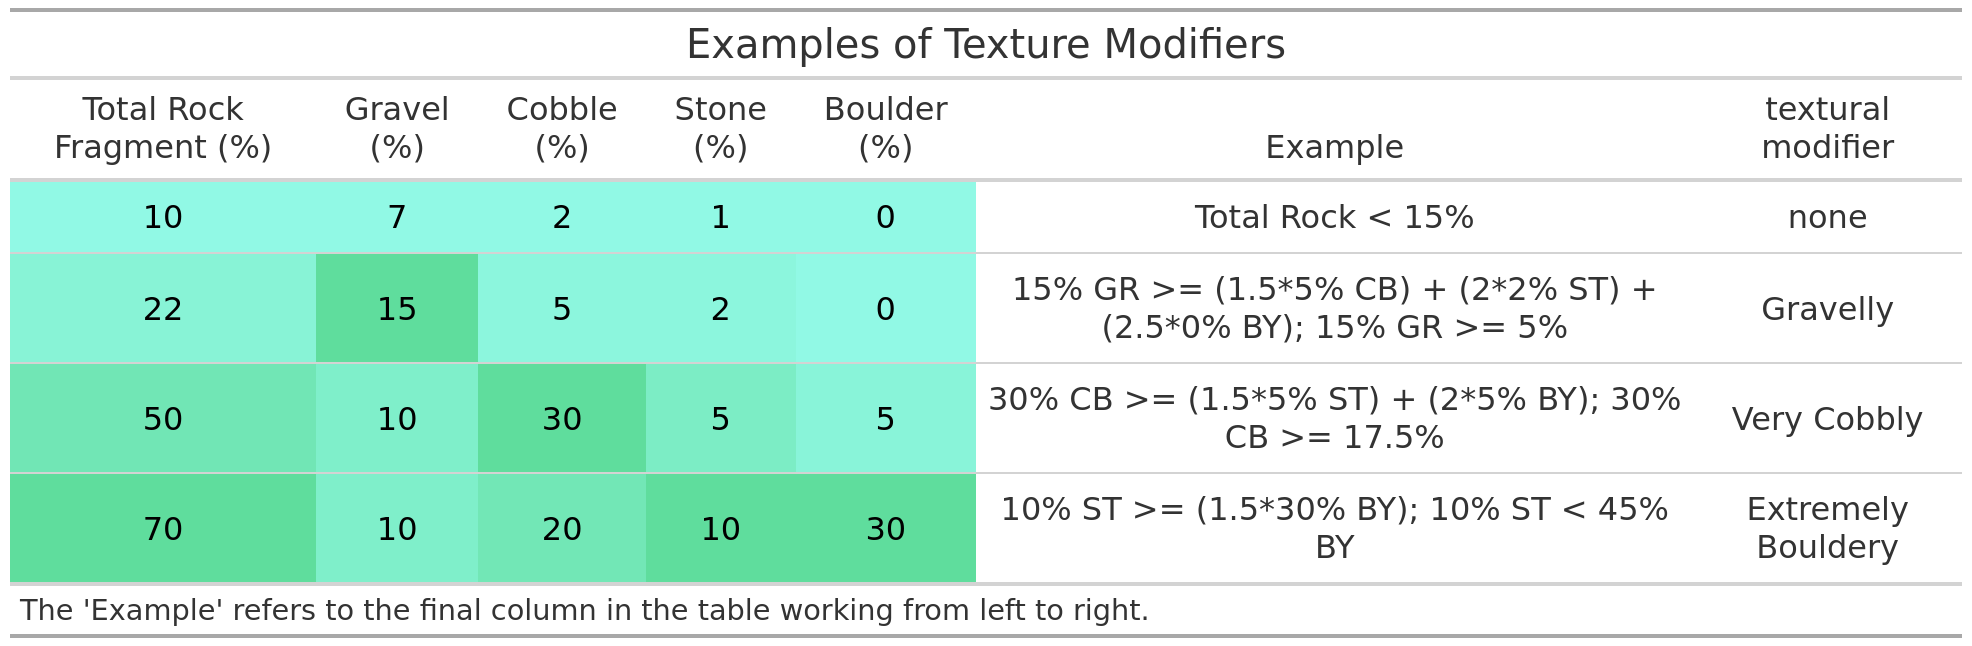 Examples of Texture Modifiers
Total Rock Fragment (%) Gravel (%) Cobble (%) Stone (%) Boulder (%) Example textural modifier
10 7 2 1 0 Total Rock < 15% none
22 15 5 2 0 15% GR >= (1.5*5% CB) + (2*2% ST) + (2.5*0% BY); 15% GR >= 5% Gravelly
50 10 30 5 5 30% CB >= (1.5*5% ST) + (2*5% BY); 30% CB >= 17.5% Very Cobbly
70 10 20 10 30 10% ST >= (1.5*30% BY); 10% ST < 45% BY Extremely Bouldery
The 'Example' refers to the final column in the table working from left to right.